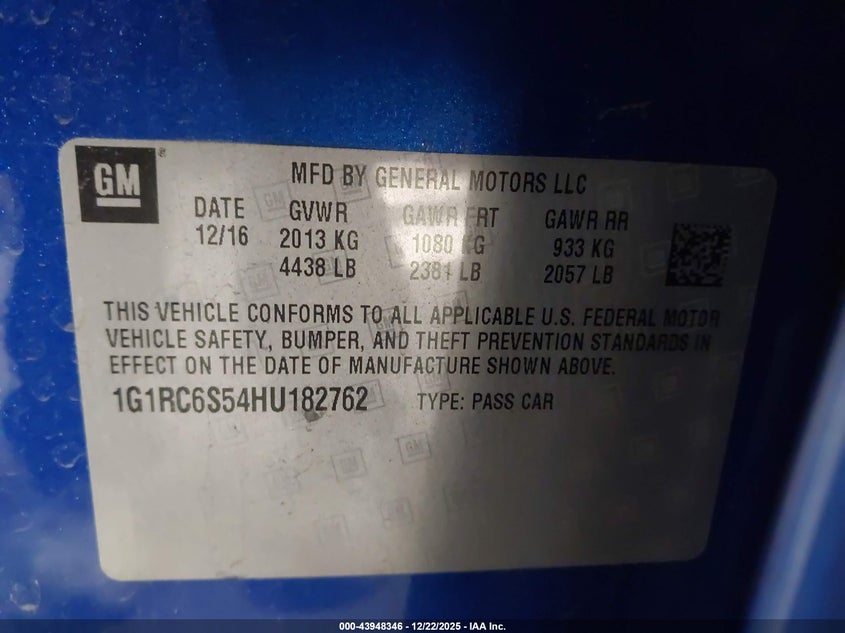 GM
MFD BY GENERAL MOTORS LLC
DATE GVWR GAWR FRT GAWR RR
12/16 2013 KG 1080 KG 933 KG
4438 LB 2381 LB 2057 LB
THIS VEHICLE CONFORMS TO ALL APPLICABLE U.S. FEDERAL MOTOR
VEHICLE SAFETY, BUMPER, AND THEFT PREVENTION STANDARDS IN
EFFECT ON THE DATE OF MANUFACTURE SHOWN ABOVE.
1G1RC6S54HU182762 TYPE: PASS CAR
000-43948346 - 12/22/2025 - IAA Inc.